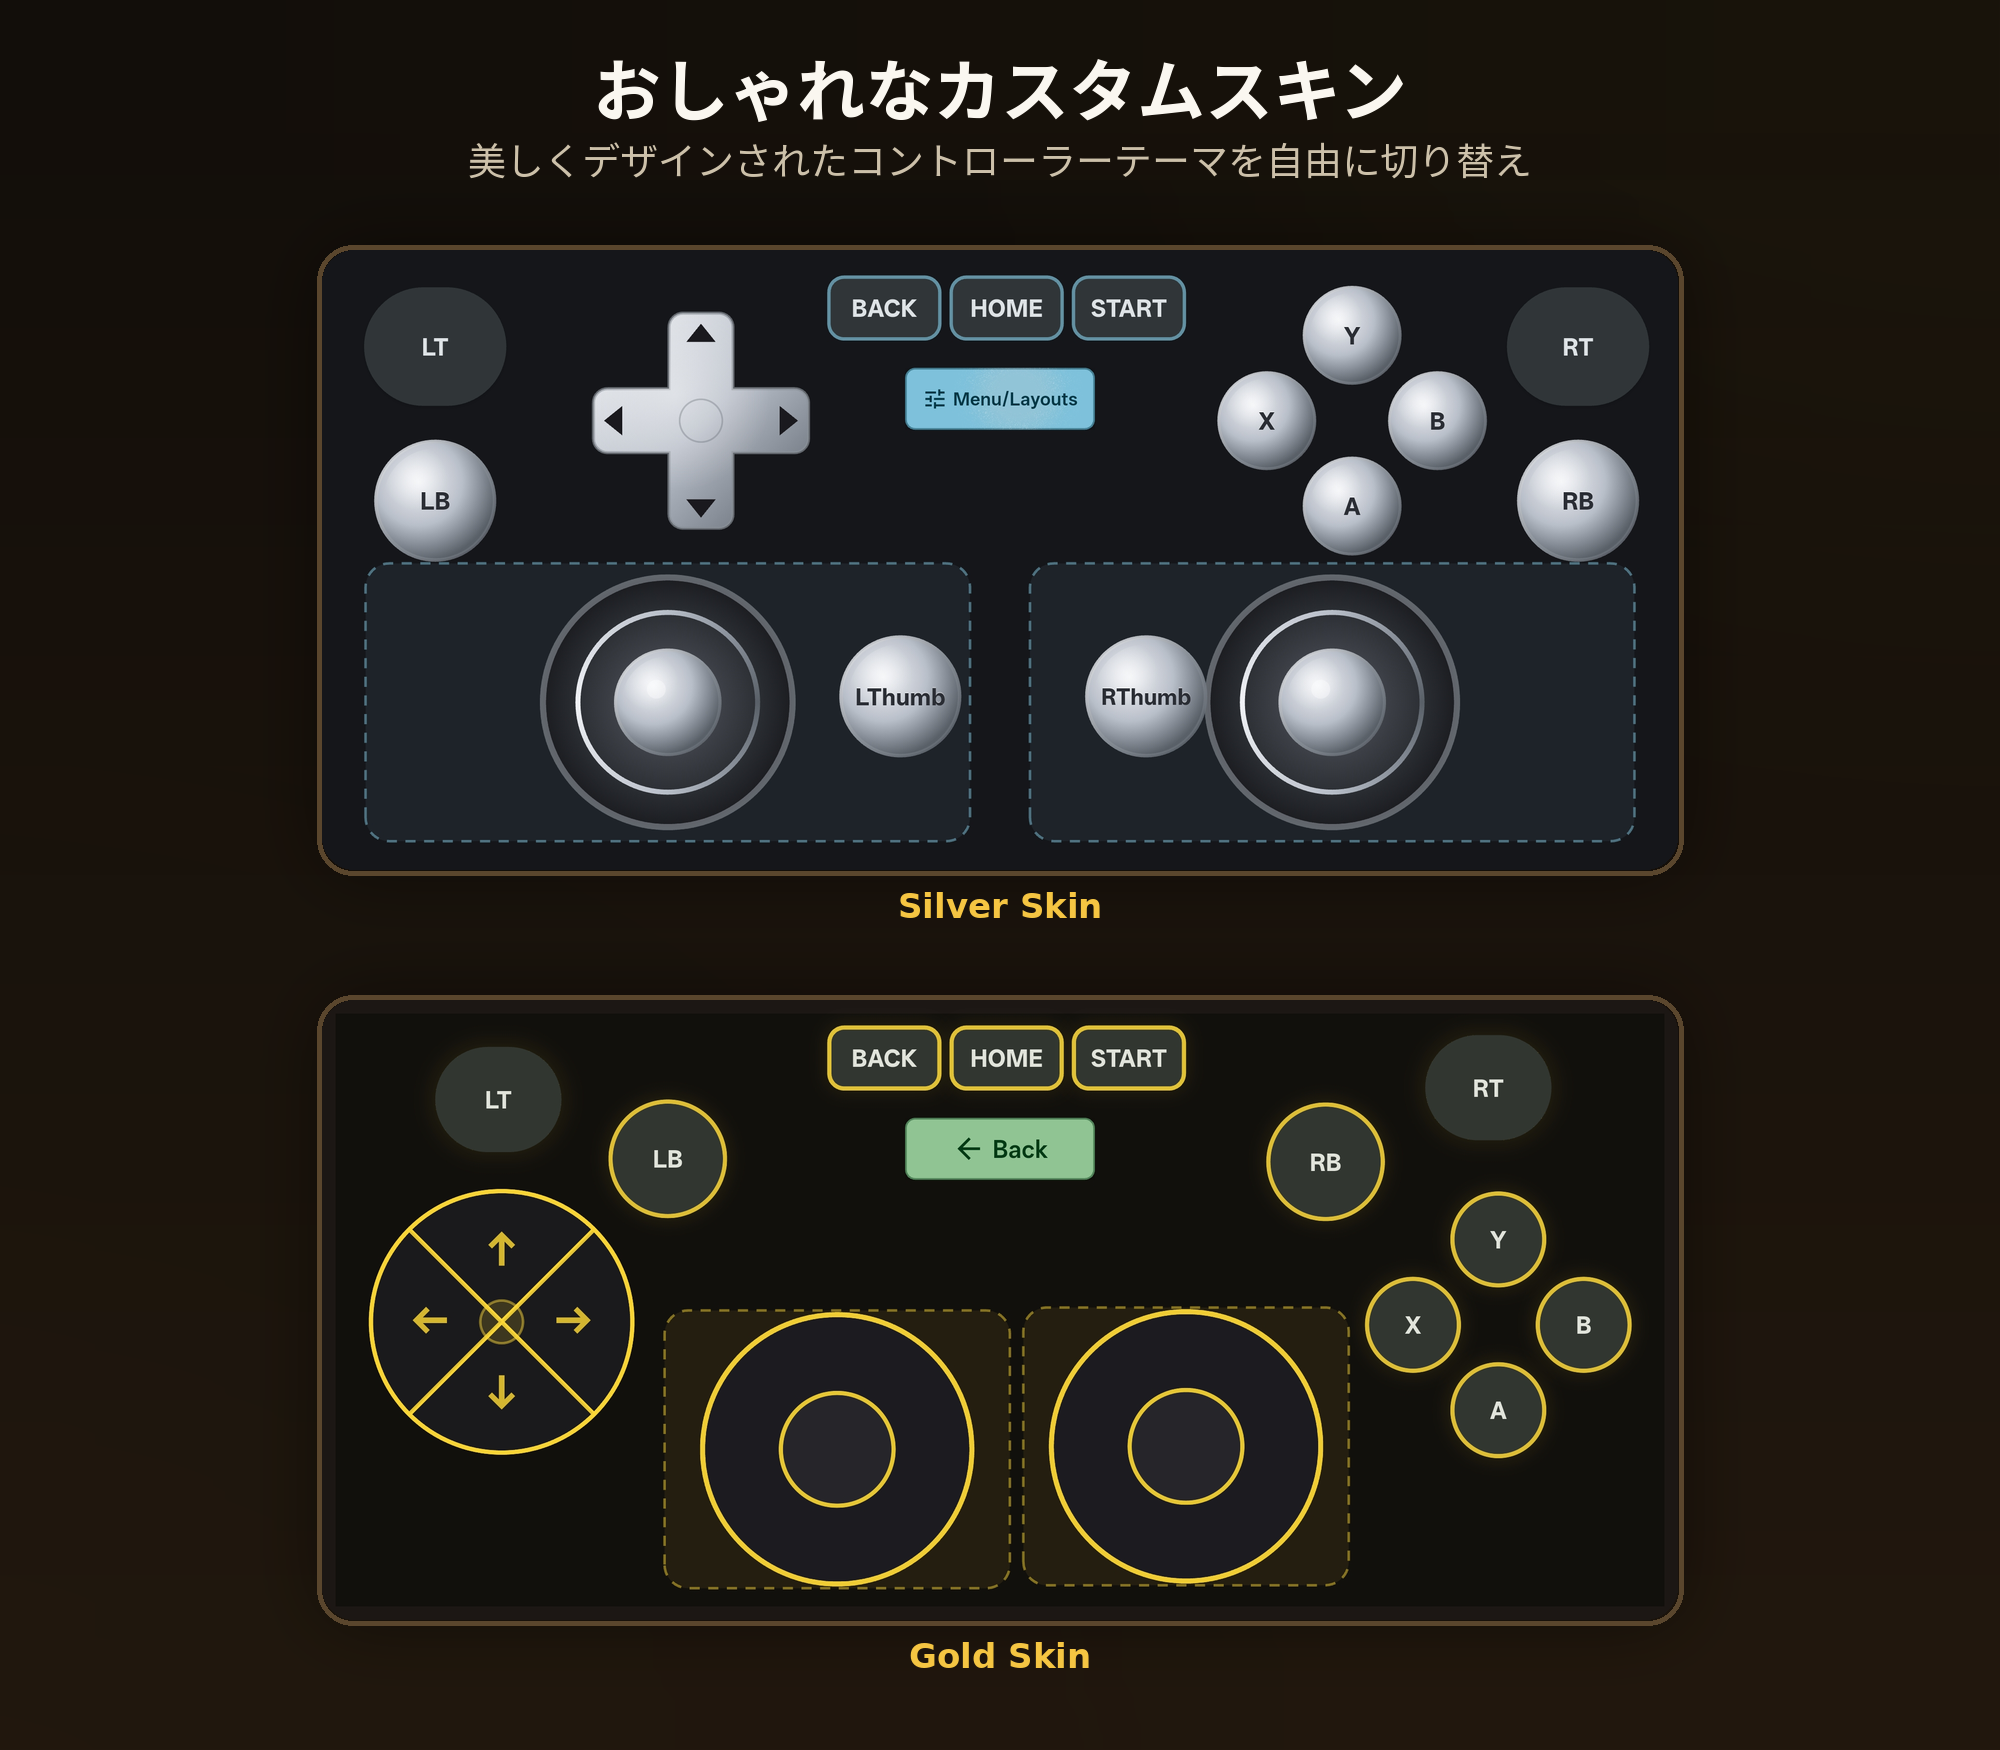 おしゃれなカスタムスキン
美しくデザインされたコントローラーテーマを自由に切り替え
BACK HOME START
LT
Y
RT
Menu/Layouts
X
B
LB
A
RB
LThumb
RThumb
Silver Skin
BACK HOME START
LT
RT
Back
LB
RB
Y
X
B
A
Gold Skin